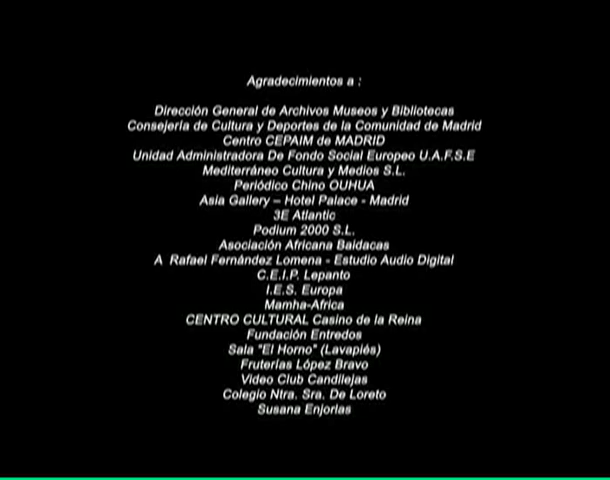 Agradecimientos a :
Dirección General de Archivos Museos y Bibliotecas
Consejería de Cultura y Deportes de la Comunidad de Madrid
Centro CEPAIM de MADRID
Unidad Administradora De Fondo Social Europeo U.A.F.S.E
Mediterráneo Cultura y Medios S.L.
Periódico Chino OUHUA
Asia Gallery – Hotel Palace - Madrid
3E Atlantic
Podium 2000 S.L.
Asociación Africana Baidacas
A Rafael Fernández Lomena - Estudio Audio Digital
C.E.I.P. Lepanto
I.E.S. Europa
Mamha-Africa
CENTRO CULTURAL Casino de la Reina
Fundación Entredos
Sala "El Horno" (Lavapiés)
Fruterías López Bravo
Video Club Candilejas
Colegio Ntra. Sra. De Loreto
Susana Enjorlas